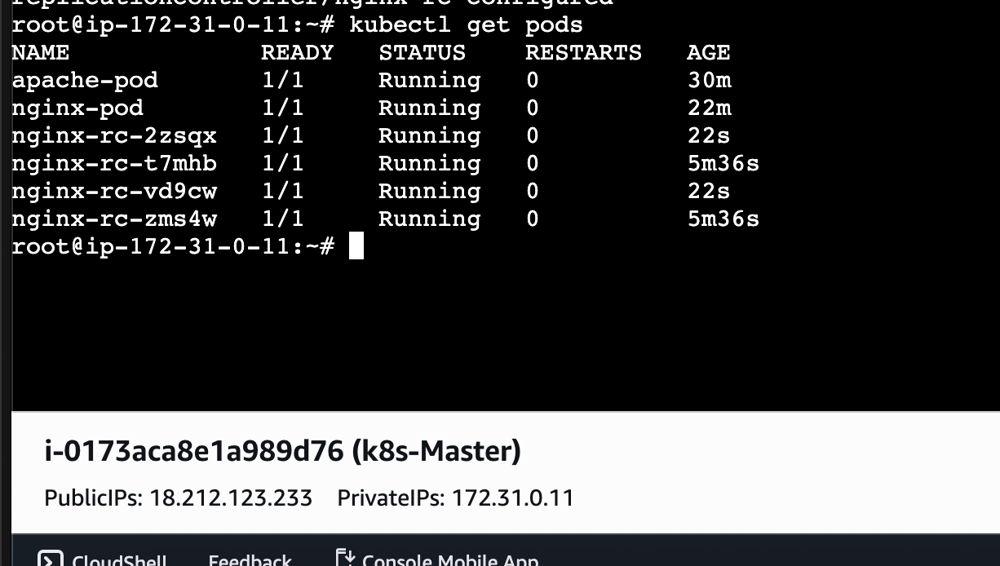 replicationcontroller/nginx-rc configured
root@ip-172-31-0-11:~# kubectl get pods
NAME READY STATUS RESTARTS AGE
apache-pod 1/1 Running 0 30m
nginx-pod 1/1 Running 0 22m
nginx-rc-2zsqx 1/1 Running 0 22s
nginx-rc-t7mhb 1/1 Running 0 5m36s
nginx-rc-vd9cw 1/1 Running 0 22s
nginx-rc-zms4w 1/1 Running 0 5m36s
root@ip-172-31-0-11:~#
i-0173aca8e1a989d76 (k8s-Master)
PublicIPs: 18.212.123.233 PrivateIPs: 172.31.0.11
CloudShell Feedback Console Mobile App